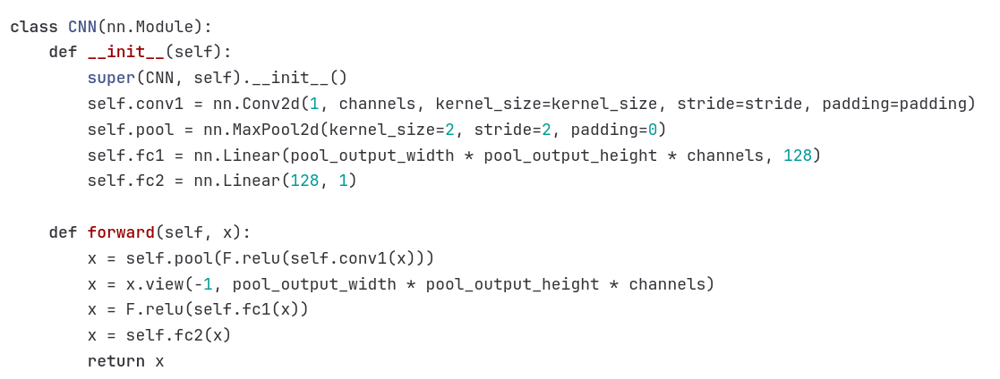 class CNN(nn.Module):
    def __init__(self):
        super(CNN, self).__init__()
        self.conv1 = nn.Conv2d(1, channels, kernel_size=kernel_size, stride=stride, padding=padding)
        self.pool = nn.MaxPool2d(kernel_size=2, stride=2, padding=0)
        self.fc1 = nn.Linear(pool_output_width * pool_output_height * channels, 128)
        self.fc2 = nn.Linear(128, 1)

    def forward(self, x):
        x = self.pool(F.relu(self.conv1(x)))
        x = x.view(-1, pool_output_width * pool_output_height * channels)
        x = F.relu(self.fc1(x))
        x = self.fc2(x)
        return x